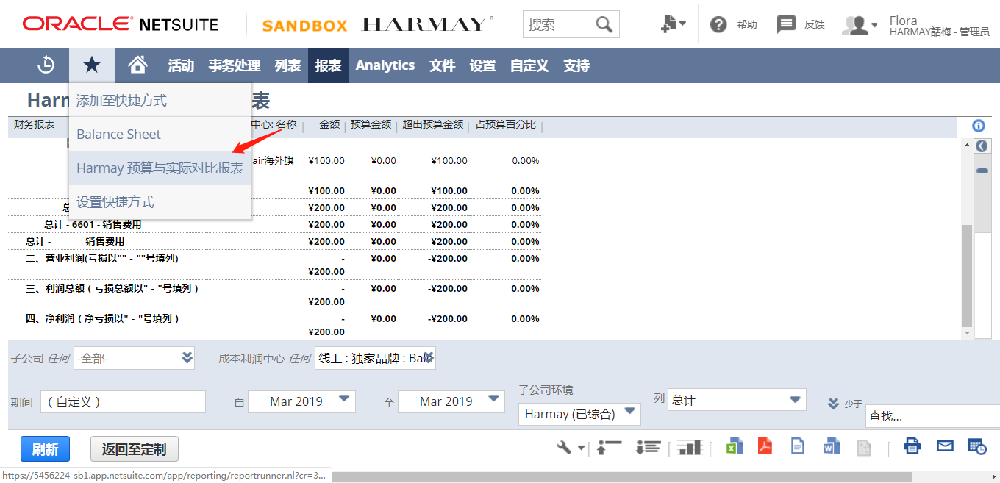 ORACLE® NETSUITE
SANDBOX
HARMAY®
搜索
帮助
反馈
Flora
HARMAY話梅 - 管理员
活动 事务处理 列表 报表 Analytics 文件 设置 自定义 支持
Harm 表
添加至快捷方式
Balance Sheet
Harmay 预算与实际对比报表
设置快捷方式
财务报表 中心: 名称 金额 预算金额 超出预算金额 占预算百分比
lair海外旗 ¥100.00 ¥0.00 ¥100.00 0.00%
¥100.00 ¥0.00 ¥100.00 0.00%
总 ¥200.00 ¥0.00 ¥200.00 0.00%
总计 - 6601 - 销售费用 ¥200.00 ¥0.00 ¥200.00 0.00%
总计 - 销售费用 ¥200.00 ¥0.00 ¥200.00 0.00%
二、营业利润(亏损以"" - ""号填列) - ¥0.00 -¥200.00 0.00%
¥200.00
三、利润总额（亏损总额以" - "号填列） - ¥0.00 -¥200.00 0.00%
¥200.00
四、净利润（净亏损以" - "号填列） - ¥0.00 -¥200.00 0.00%
¥200.00
子公司 任何 -全部- 成本利润中心 任何 线上 : 独家品牌 : Bair
期间 （自定义） 自 Mar 2019 至 Mar 2019
子公司环境
Harmay (已综合)
列 总计
少于
查找...
刷新 返回至定制
https://5456224-sb1.app.netsuite.com/app/reporting/reportrunner.nl?cr=3...